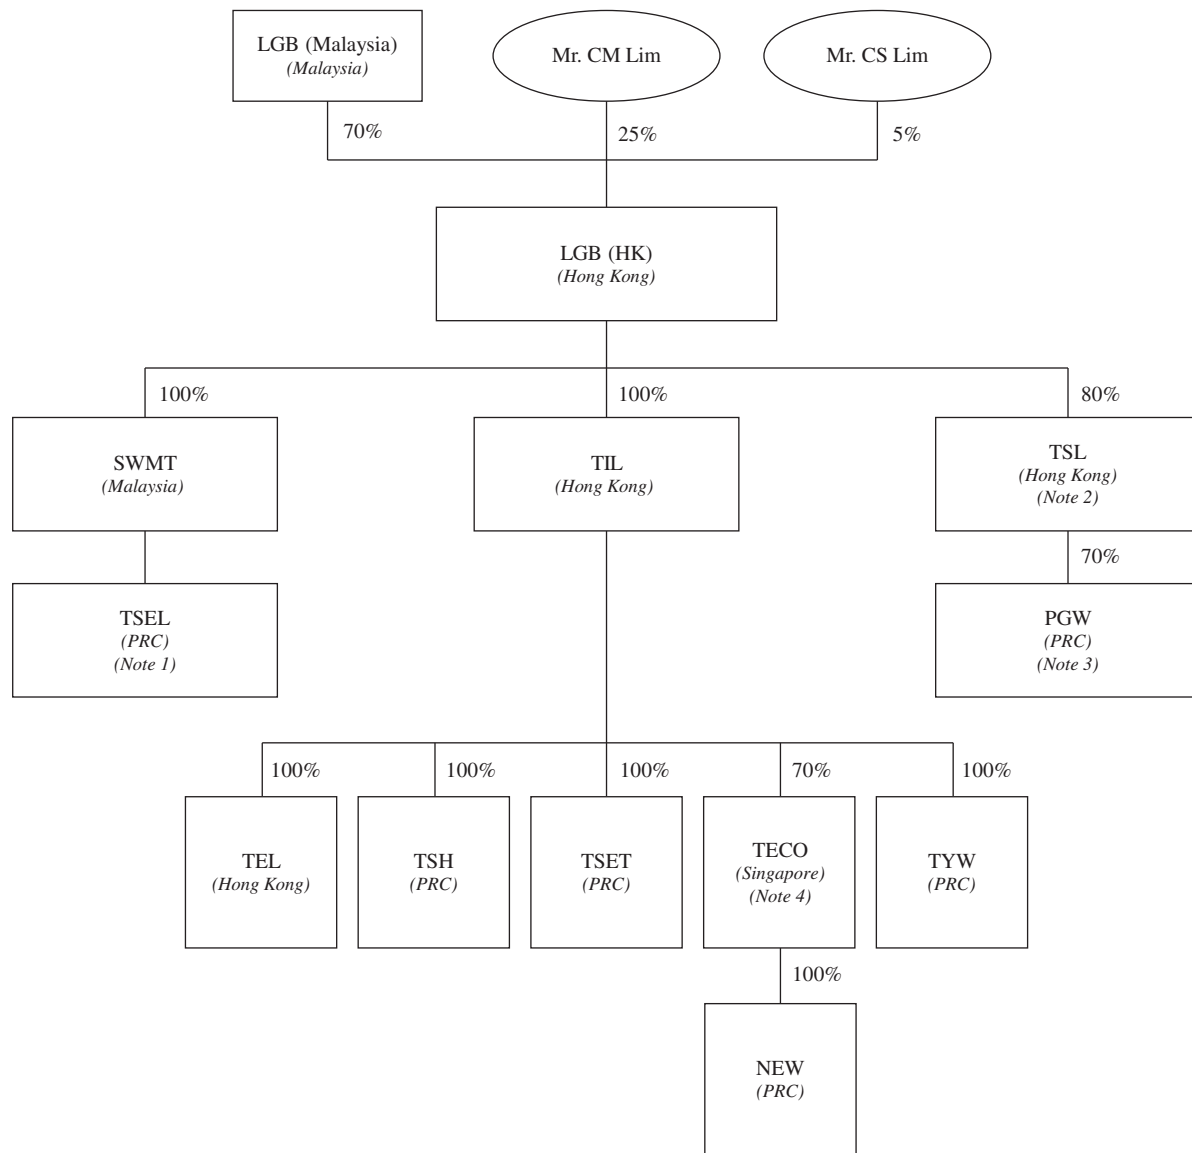 LGB (Malaysia)
(Malaysia)
Mr. CM Lim
Mr. CS Lim
70%
25%
5%
LGB (HK)
(Hong Kong)
100%
100%
80%
SWMT
(Malaysia)
TIL
(Hong Kong)
TSL
(Hong Kong)
(Note 2)
70%
TSEL
(PRC)
(Note 1)
PGW
(PRC)
(Note 3)
100%
100%
100%
70%
100%
TEL
(Hong Kong)
TSH
(PRC)
TSET
(PRC)
TECO
(Singapore)
(Note 4)
TYW
(PRC)
100%
NEW
(PRC)